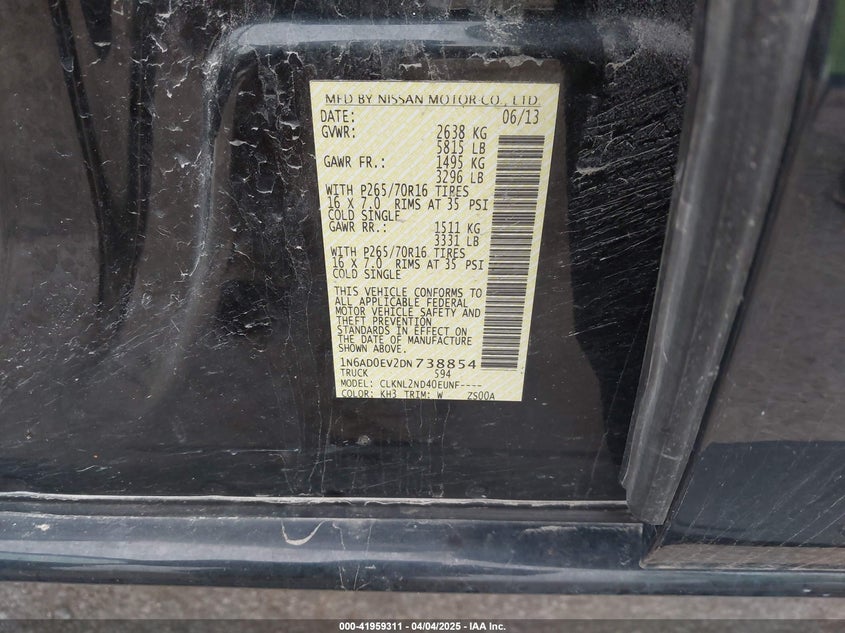 MFD BY NISSAN MOTOR CO., LTD.
DATE: 06/13
GVWR: 2638 KG
5815 LB
GAWR FR.: 1495 KG
3296 LB
WITH P265/70R16 TIRES
16 X 7.0 RIMS AT 35 PSI
COLD SINGLE
GAWR RR.: 1511 KG
3331 LB
WITH P265/70R16 TIRES
16 X 7.0 RIMS AT 35 PSI
COLD SINGLE
THIS VEHICLE CONFORMS TO
ALL APPLICABLE FEDERAL
MOTOR VEHICLE SAFETY AND
THEFT PREVENTION
STANDARDS IN EFFECT ON
THE DATE OF MANUFACTURE
SHOWN ABOVE.
1N6AD0EV2DN738854
TRUCK 594
MODEL: CLKNL2ND40EUNF----
COLOR: KH3 TRIM: W ZS00A
000-41959311 - 04/04/2025 - IAA Inc.